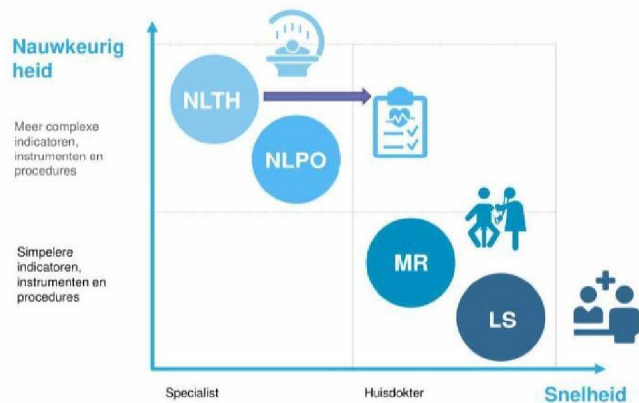 Nauwkeurig
heid
Meer complexe
indicatoren,
instrumenten en
procedures
NLTH
NLPO
Simpelere
indicatoren,
instrumenten en
procedures
MR
LS
Specialist
Huisdokter
Snelheid